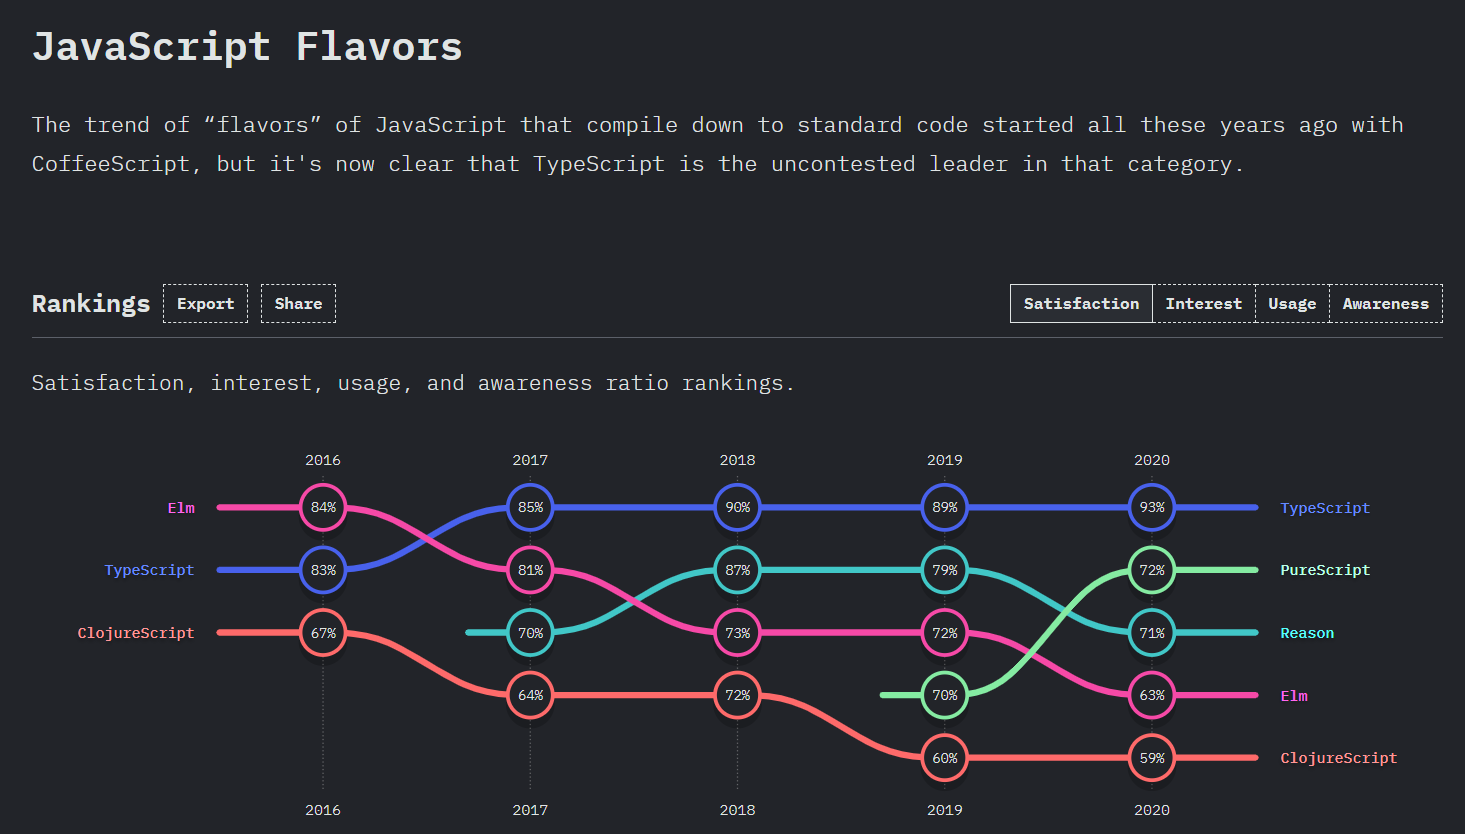 JavaScript Flavors
The trend of “flavors” of JavaScript that compile down to standard code started all these years ago with
CoffeeScript, but it's now clear that TypeScript is the uncontested leader in that category.
Rankings Export Share Satisfaction Interest Usage Awareness
Satisfaction, interest, usage, and awareness ratio rankings.
2016 2017 2018 2019 2020
Elm 84% 85% 90% 89% 93% TypeScript
TypeScript 83% 81% 87% 79% 72% PureScript
ClojureScript 67% 70% 73% 72% 71% Reason
64% 72% 70% 63% Elm
60% 59% ClojureScript
2016 2017 2018 2019 2020